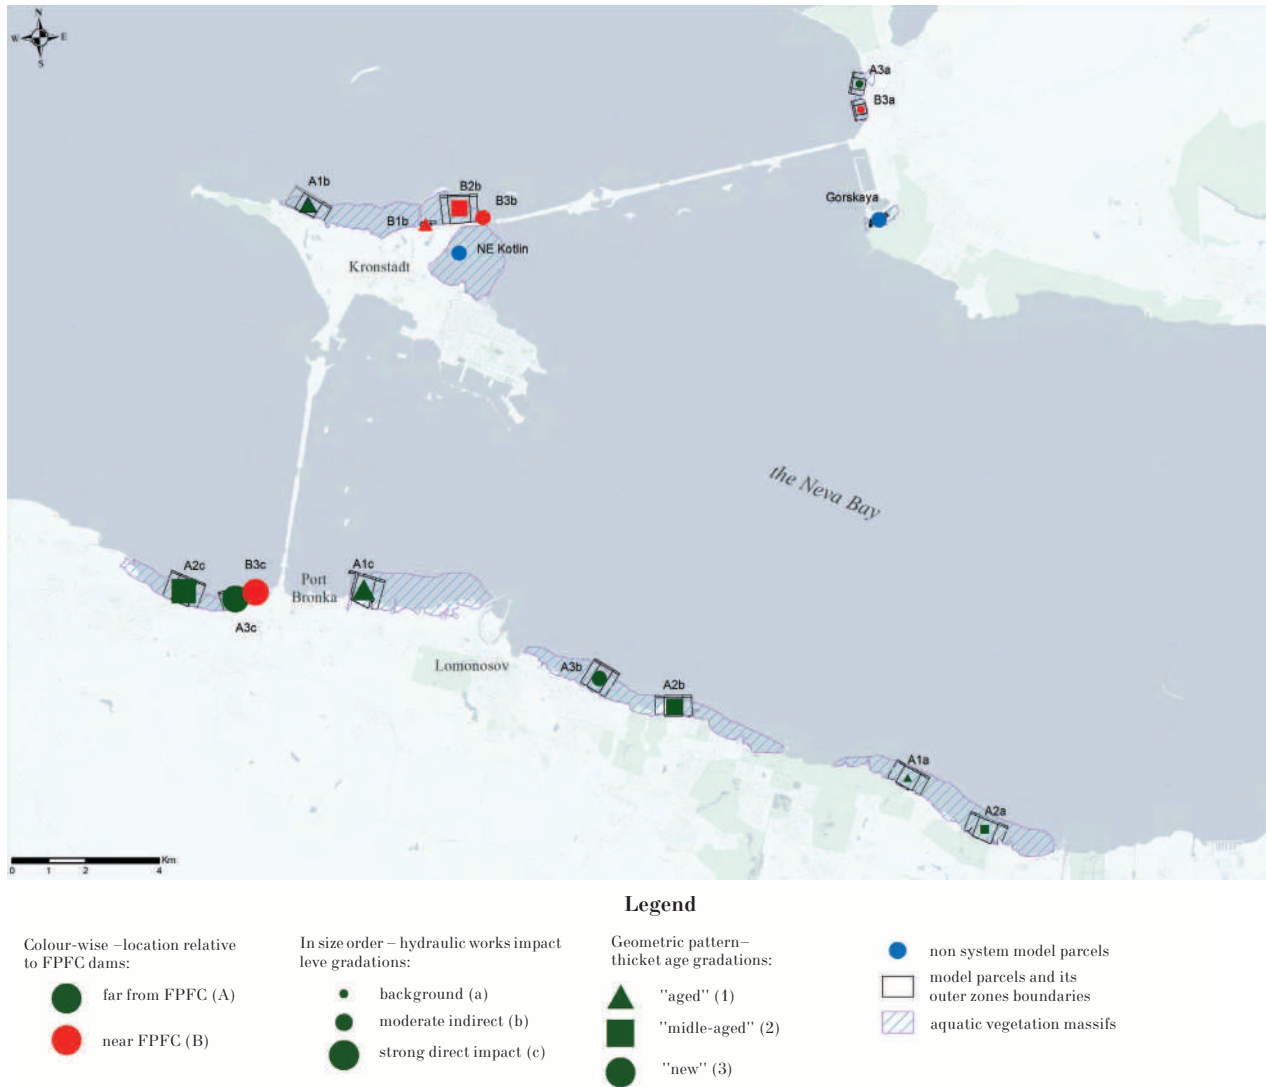 N
W E
S
A3a
B3a
A1b
B2b
B3b
B1b
Gorskaya
NE Kotlin
Kronstadt
the Neva Bay
A2c
B3c
A1c
Port
Bronka
A3c
Lomonosov
A3b
A2b
A1a
A2a
Km
0 1 2 4
Legend
Colour-wise –location relative
to FPFC dams:
far from FPFC (A)
near FPFC (B)
In size order – hydraulic works impact
leve gradations:
background (a)
moderate indirect (b)
strong direct impact (c)
Geometric pattern–
thicket age gradations:
"aged" (1)
"midle-aged" (2)
"new" (3)
non system model parcels
model parcels and its
outer zones boundaries
aquatic vegetation massifs